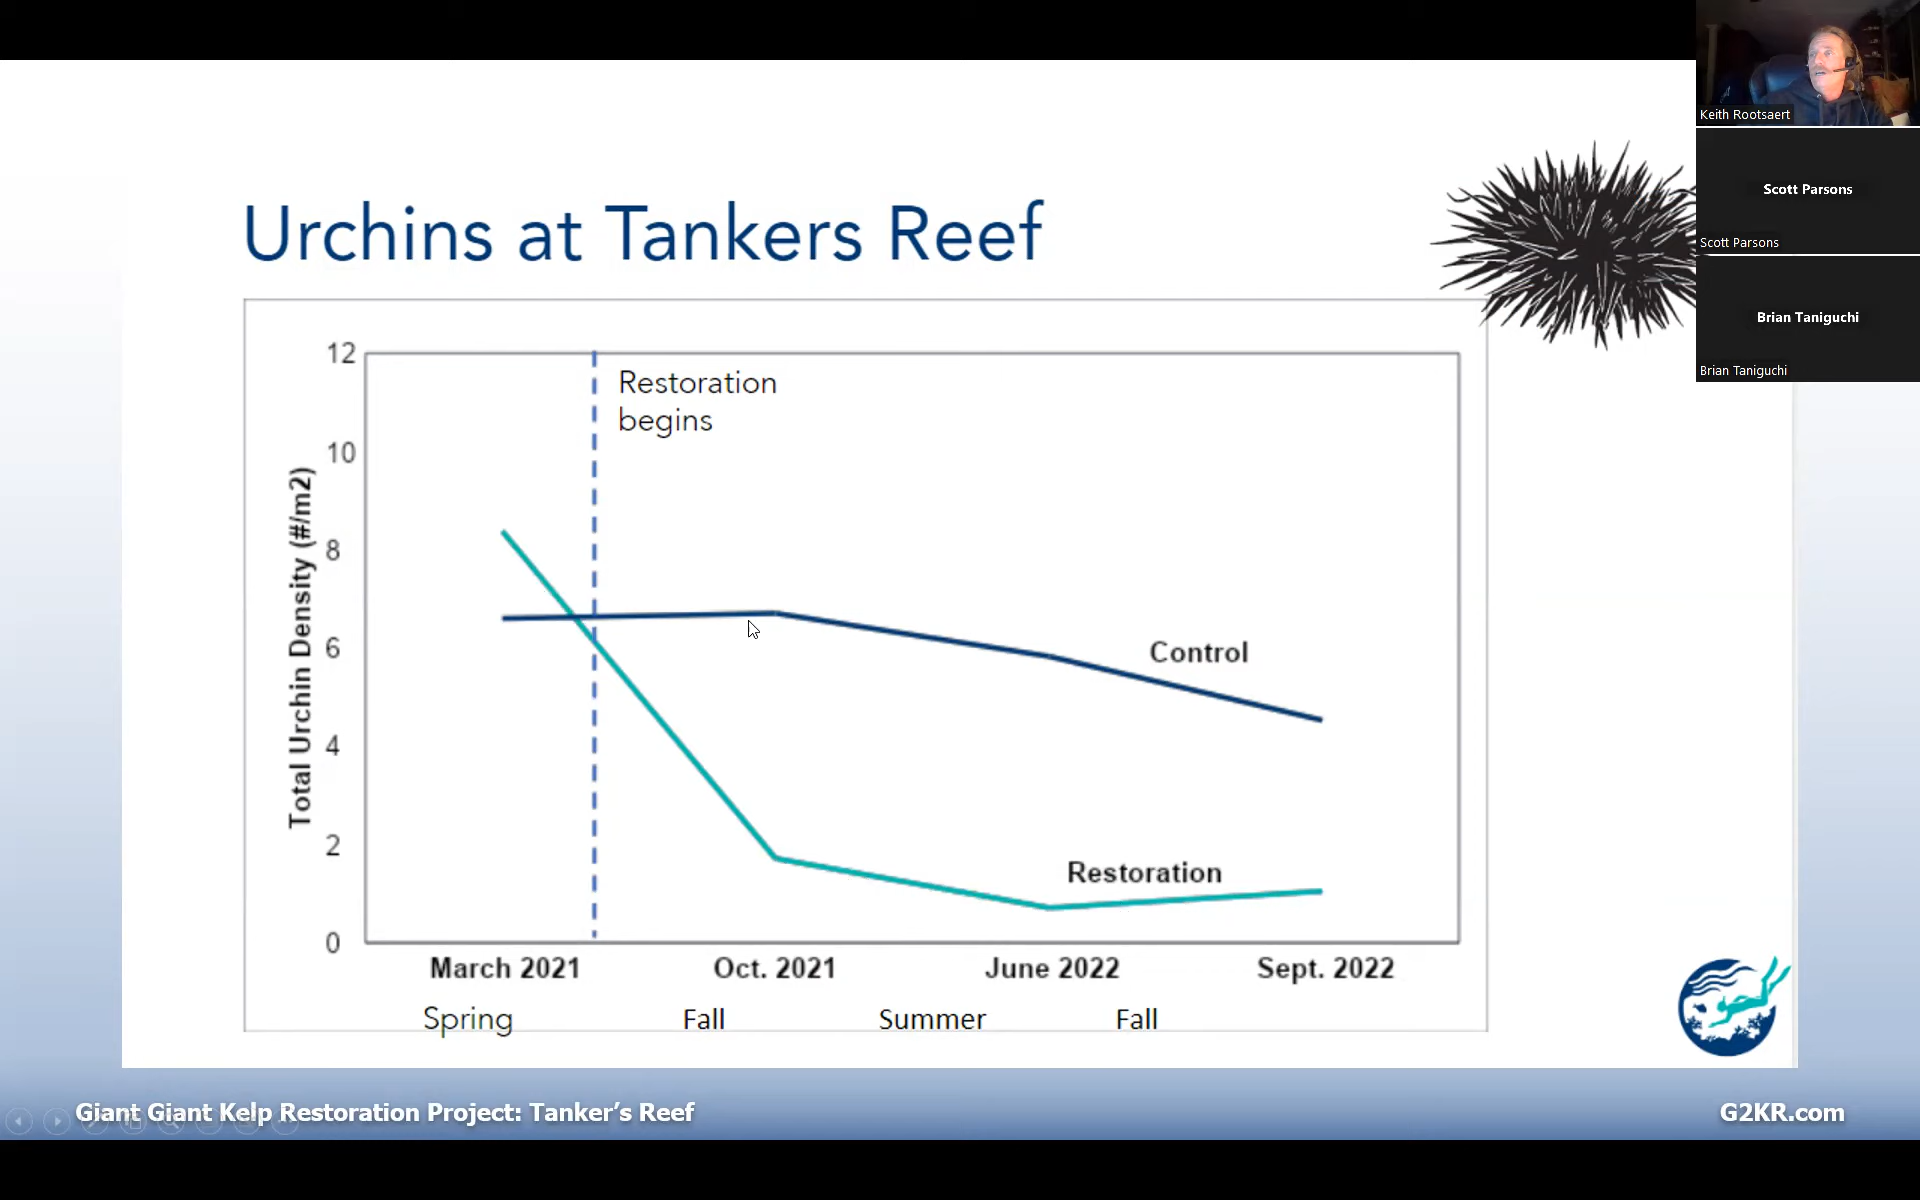 Keith Rootsaert
Scott Parsons
Scott Parsons
Brian Taniguchi
Brian Taniguchi
Urchins at Tankers Reef
Total Urchin Density (#/m2)
12
10
8
6
4
2
0
Restoration
begins
Control
Restoration
March 2021 Oct. 2021 June 2022 Sept. 2022
Spring Fall Summer Fall
Giant Giant Kelp Restoration Project: Tanker’s Reef
G2KR.com